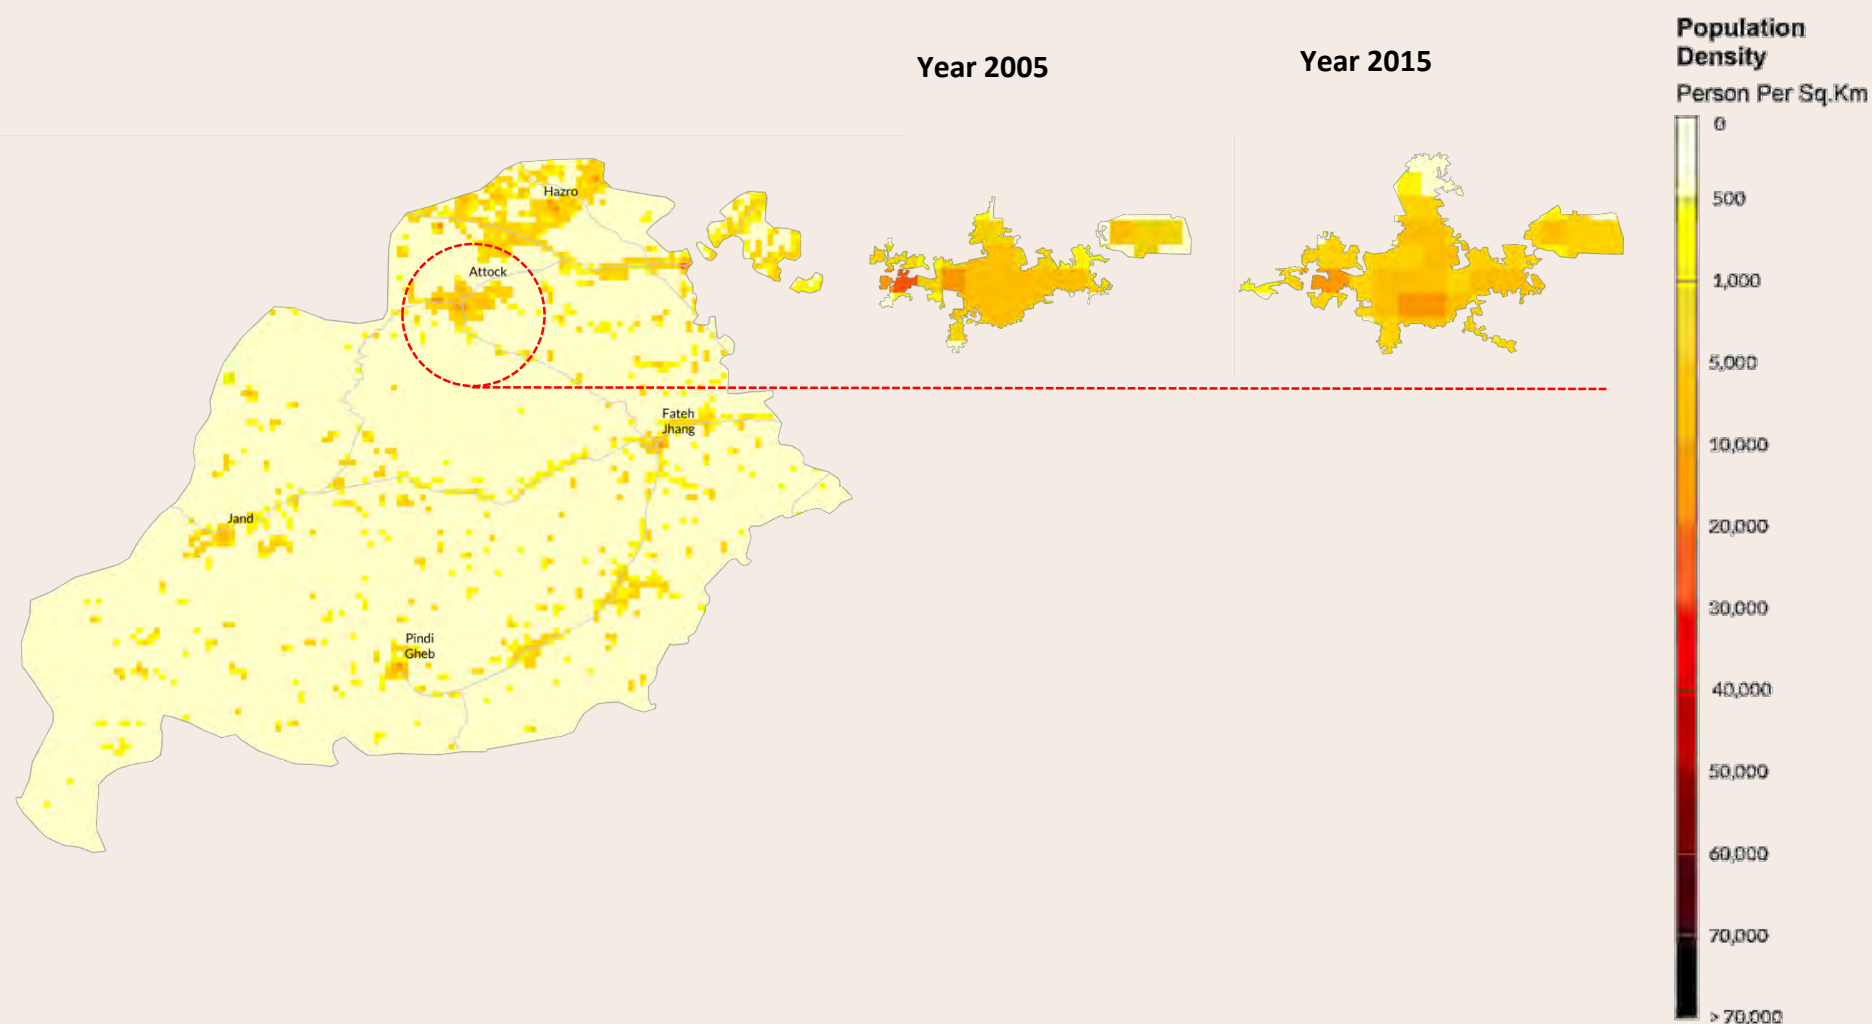 Year 2005
Year 2015
Population
Density
Person Per Sq.Km
0
500
1,000
5,000
10,000
20,000
30,000
40,000
50,000
60,000
70,000
> 70,000
Hazro
Attock
Fateh
Jhang
Jand
Pindi
Gheb